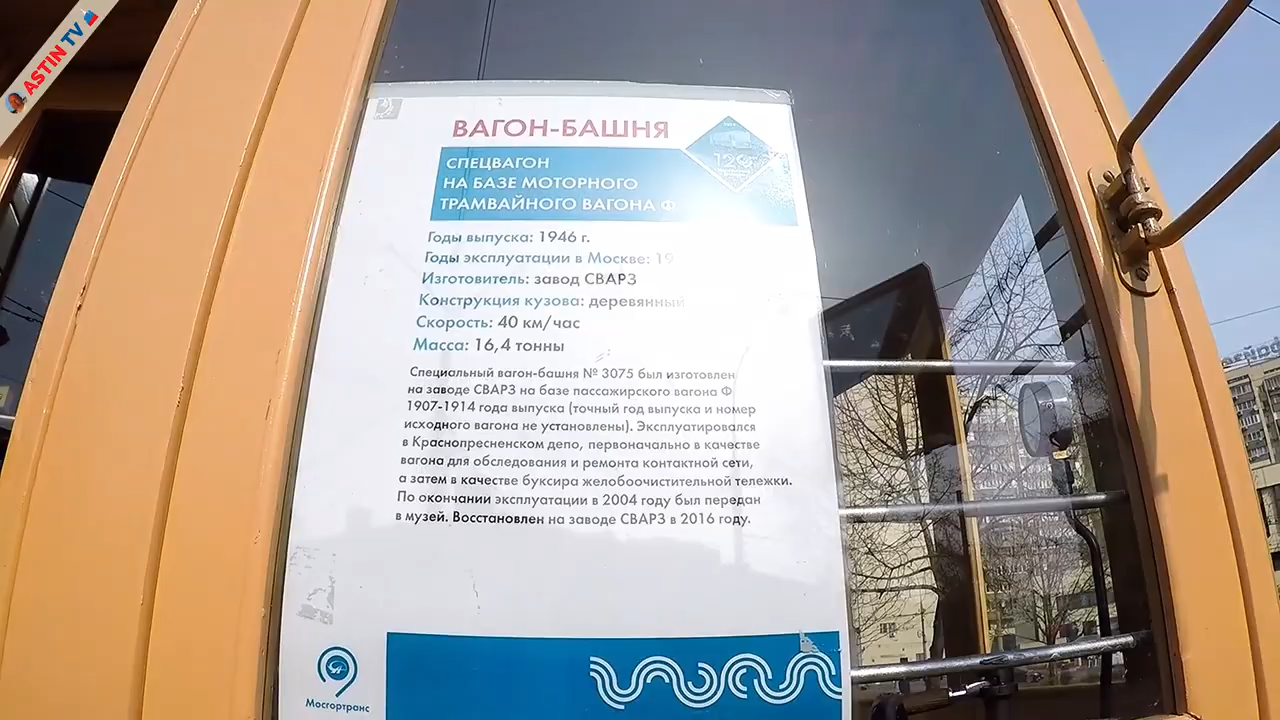 ASTIN TV
ВАГОН-БАШНЯ
СПЕЦВАГОН
НА БАЗЕ МОТОРНОГО
ТРАМВАЙНОГО ВАГОНА Ф
Годы выпуска: 1946 г.
Годы эксплуатации в Москве: 19
Изготовитель: завод СВАРЗ
Конструкция кузова: деревянный
Скорость: 40 км/час
Масса: 16,4 тонны
Специальный вагон-башня № 3075 был изготовлен
на заводе СВАРЗ на базе пассажирского вагона Ф
1907-1914 года выпуска (точный год выпуска и номер
исходного вагона не установлены). Эксплуатировался
в Краснопресненском депо, первоначально в качестве
вагона для обследования и ремонта контактной сети,
а затем в качестве буксира желобоочистительной тележки.
По окончании эксплуатации в 2004 году был передан
в музей. Восстановлен на заводе СВАРЗ в 2016 году.
Мосгортранс